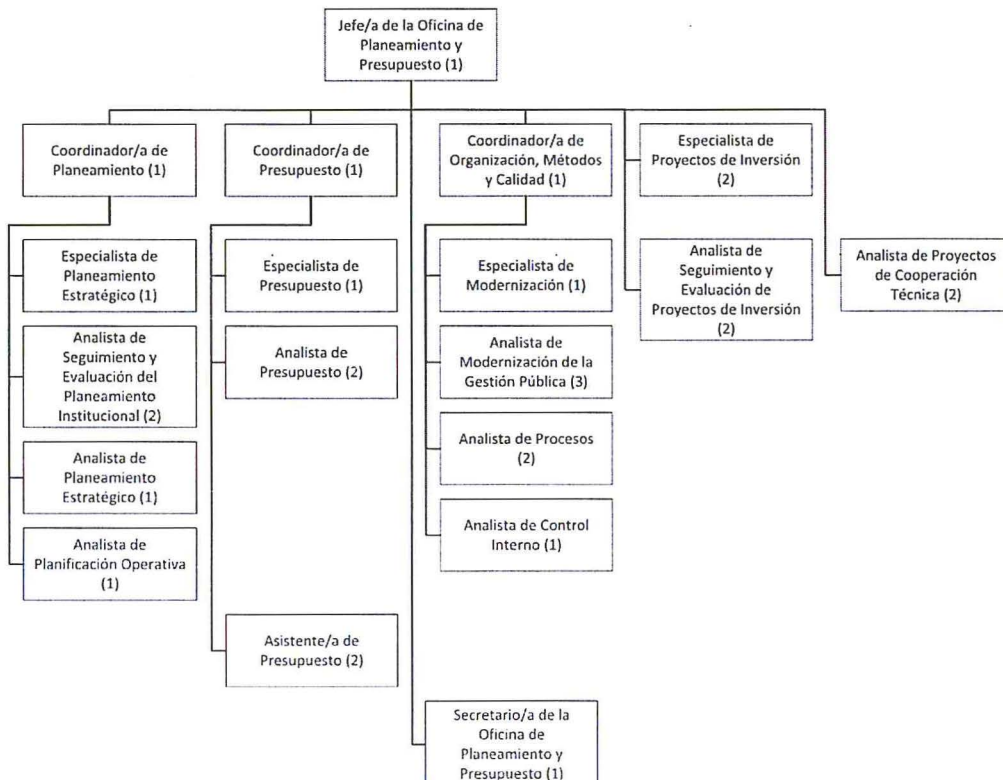 Jefe/a de la Oficina de
Planeamiento y
Presupuesto (1)
Coordinador/a de
Planeamiento (1)
Coordinador/a de
Presupuesto (1)
Coordinador/a de
Organización, Métodos
y Calidad (1)
Especialista de
Proyectos de Inversión
(2)
Especialista de
Planeamiento
Estratégico (1)
Especialista de
Presupuesto (1)
Especialista de
Modernización (1)
Analista de
Seguimiento y
Evaluación de
Proyectos de Inversión
(2)
Analista de Proyectos
de Cooperación
Técnica (2)
Analista de
Seguimiento y
Evaluación del
Planeamiento
Institucional (2)
Analista de
Presupuesto (2)
Analista de
Modernización de la
Gestión Pública (3)
Analista de
Planeamiento
Estratégico (1)
Analista de Procesos
(2)
Analista de
Planificación Operativa
(1)
Analista de Control
Interno (1)
Asistente/a de
Presupuesto (2)
Secretario/a de la
Oficina de
Planeamiento y
Presupuesto (1)